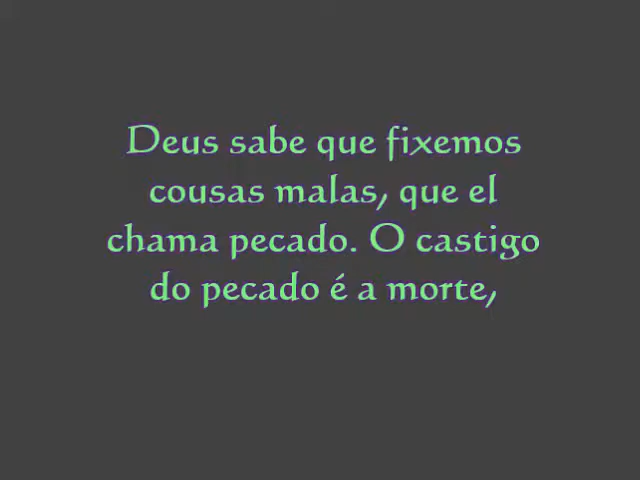 Deus sabe que fixemos
cousas malas, que el
chama pecado. O castigo
do pecado é a morte,